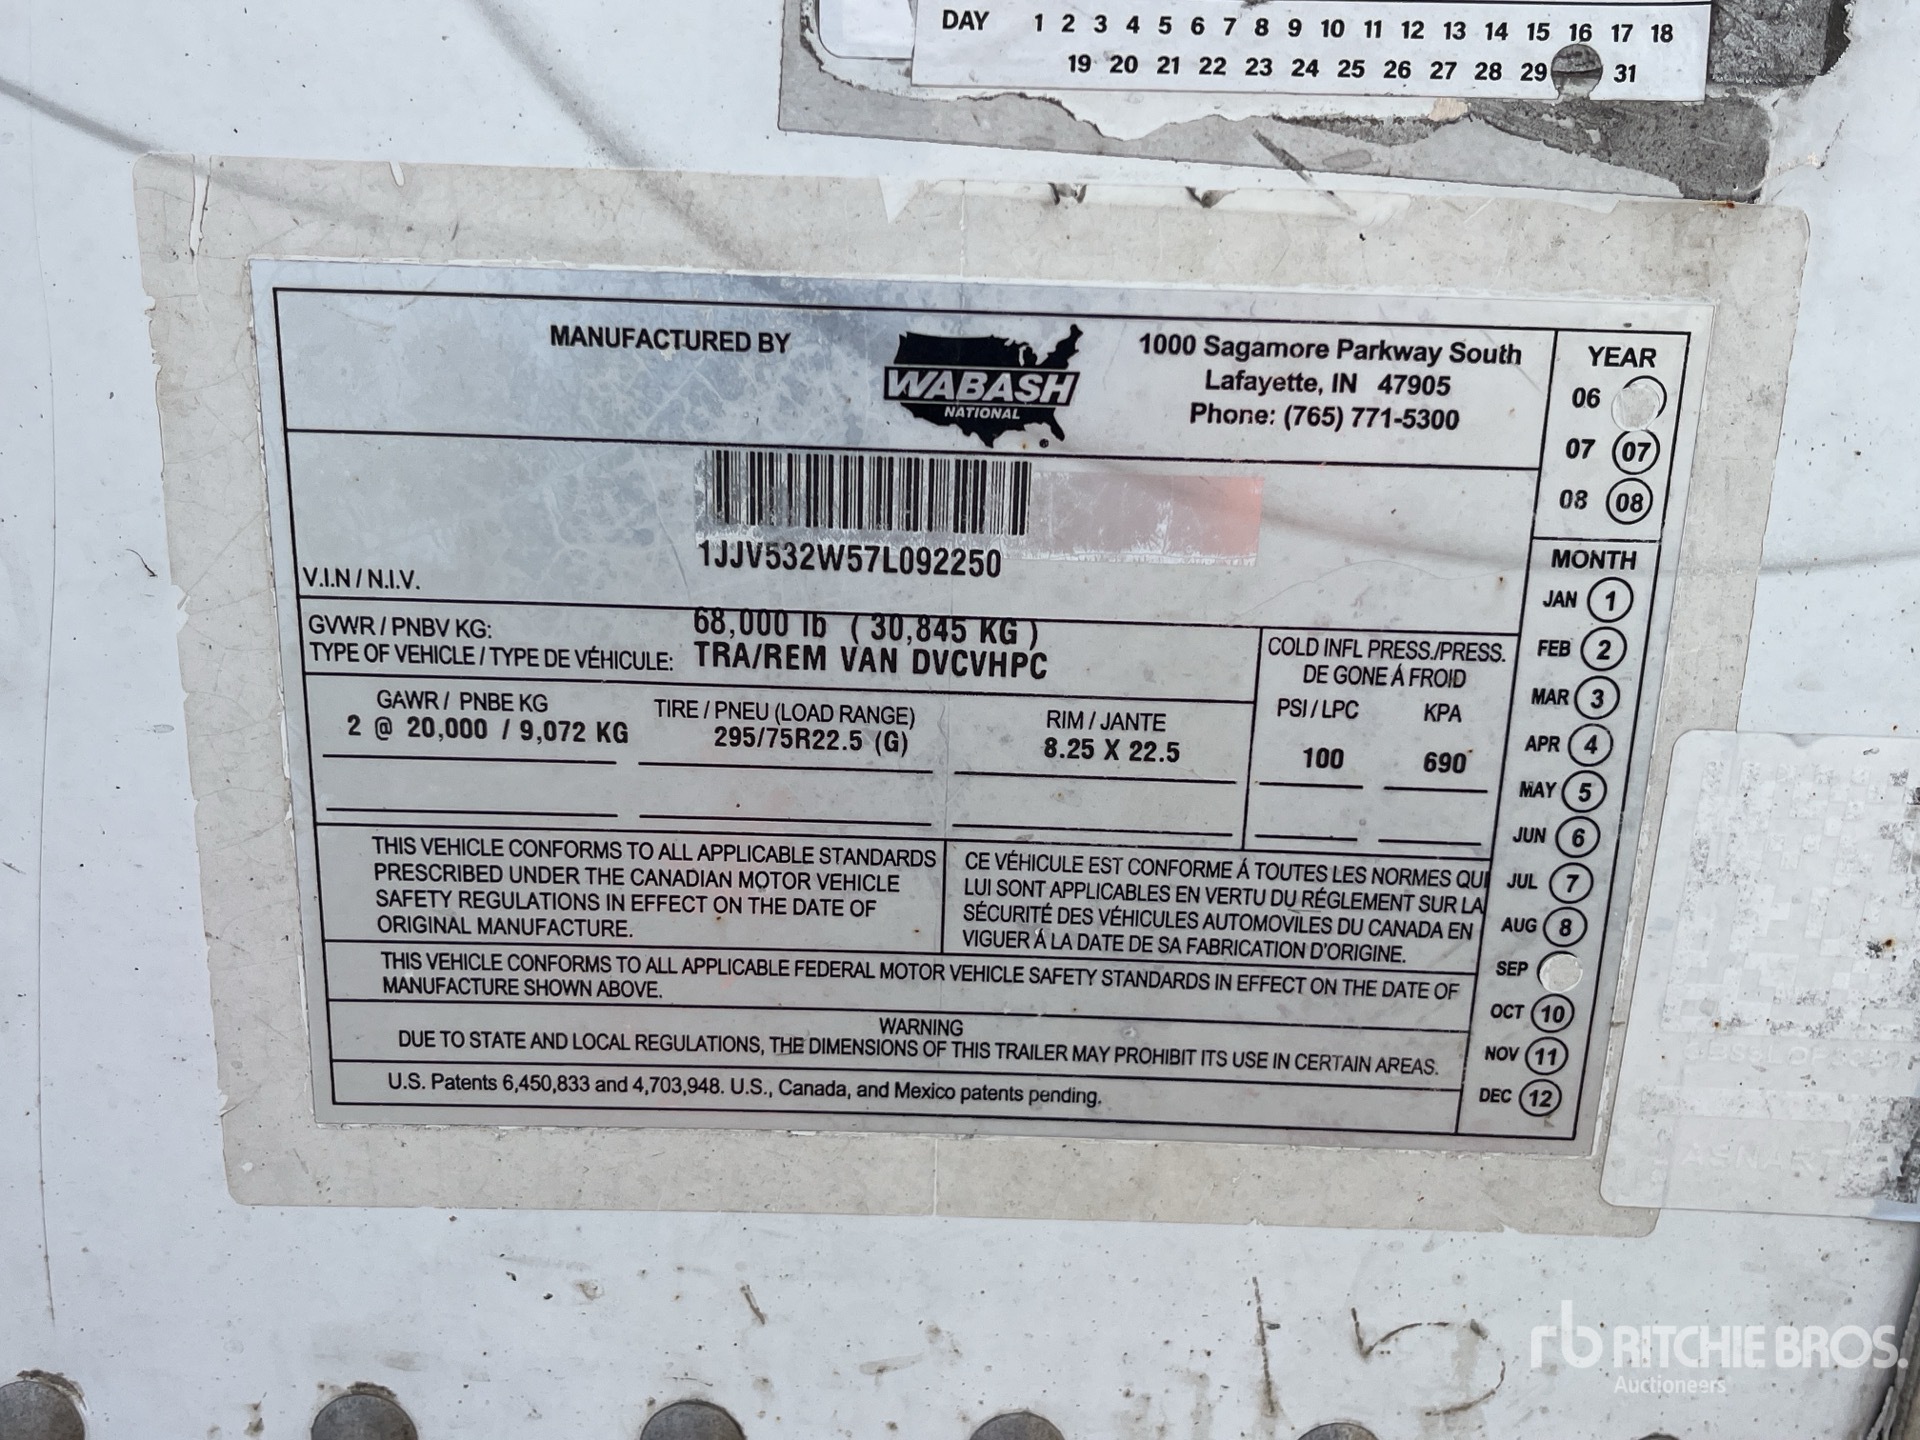 DAY 1 2 3 4 5 6 7 8 9 10 11 12 13 14 15 16 17 18
19 20 21 22 23 24 25 26 27 28 29 31
MANUFACTURED BY
WABASH
NATIONAL
®
1000 Sagamore Parkway South
Lafayette, IN 47905
Phone: (765) 771-5300
1JJV532W57L092250
V.I.N / N.I.V.
GVWR / PNBV KG: 68,000 lb ( 30,845 KG )
TYPE OF VEHICLE / TYPE DE VÉHICULE: TRA/REM VAN DVCVHPC
GAWR / PNBE KG
2 @ 20,000 / 9,072 KG
TIRE / PNEU (LOAD RANGE)
295/75R22.5 (G)
RIM / JANTE
8.25 X 22.5
COLD INFL PRESS./PRESS.
DE GONE À FROID
PSI / LPC KPA
100 690
THIS VEHICLE CONFORMS TO ALL APPLICABLE STANDARDS
PRESCRIBED UNDER THE CANADIAN MOTOR VEHICLE
SAFETY REGULATIONS IN EFFECT ON THE DATE OF
ORIGINAL MANUFACTURE.
CE VÉHICULE EST CONFORME À TOUTES LES NORMES QUI
LUI SONT APPLICABLES EN VERTU DU RÉGLEMENT SUR LA
SÉCURITÉ DES VÉHICULES AUTOMOVILES DU CANADA EN
VIGUER À LA DATE DE SA FABRICATION D'ORIGINE.
THIS VEHICLE CONFORMS TO ALL APPLICABLE FEDERAL MOTOR VEHICLE SAFETY STANDARDS IN EFFECT ON THE DATE OF
MANUFACTURE SHOWN ABOVE.
WARNING
DUE TO STATE AND LOCAL REGULATIONS, THE DIMENSIONS OF THIS TRAILER MAY PROHIBIT ITS USE IN CERTAIN AREAS.
U.S. Patents 6,450,833 and 4,703,948. U.S., Canada, and Mexico patents pending.
YEAR
06
07 07
08 08
MONTH
JAN 1
FEB 2
MAR 3
APR 4
MAY 5
JUN 6
JUL 7
AUG 8
SEP
OCT 10
NOV 11
DEC 12
rb RITCHIE BROS.
Auctioneers